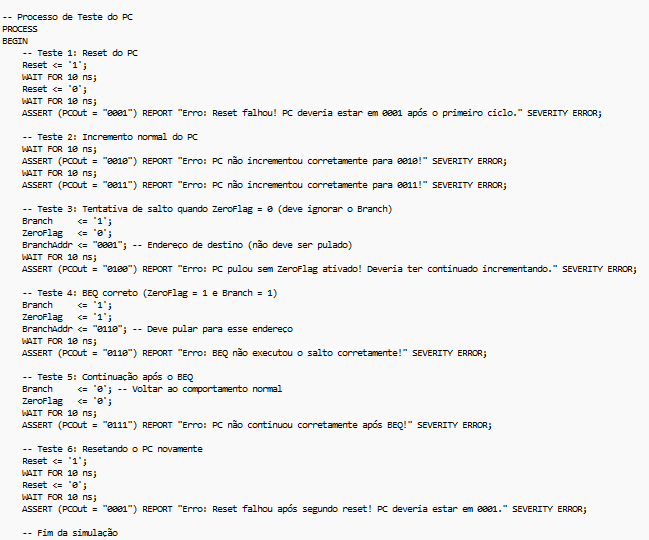 -- Processo de Teste do PC
PROCESS
BEGIN
    -- Teste 1: Reset do PC
    Reset <= '1';
    WAIT FOR 10 ns;
    Reset <= '0';
    WAIT FOR 10 ns;
    ASSERT (PCOut = "0001") REPORT "Erro: Reset falhou! PC deveria estar em 0001 após o primeiro ciclo." SEVERITY ERROR;

    -- Teste 2: Incremento normal do PC
    WAIT FOR 10 ns;
    ASSERT (PCOut = "0010") REPORT "Erro: PC não incrementou corretamente para 0010!" SEVERITY ERROR;
    WAIT FOR 10 ns;
    ASSERT (PCOut = "0011") REPORT "Erro: PC não incrementou corretamente para 0011!" SEVERITY ERROR;

    -- Teste 3: Tentativa de salto quando ZeroFlag = 0 (deve ignorar o Branch)
    Branch     <= '1';
    ZeroFlag   <= '0';
    BranchAddr <= "0001"; -- Endereço de destino (não deve ser pulado)
    WAIT FOR 10 ns;
    ASSERT (PCOut = "0100") REPORT "Erro: PC pulou sem ZeroFlag ativado! Deveria ter continuado incrementando." SEVERITY ERROR;

    -- Teste 4: BEQ correto (ZeroFlag = 1 e Branch = 1)
    Branch     <= '1';
    ZeroFlag   <= '1';
    BranchAddr <= "0110"; -- Deve pular para esse endereço
    WAIT FOR 10 ns;
    ASSERT (PCOut = "0110") REPORT "Erro: BEQ não executou o salto corretamente!" SEVERITY ERROR;

    -- Teste 5: Continuação após o BEQ
    Branch     <= '0'; -- Voltar ao comportamento normal
    ZeroFlag   <= '0';
    WAIT FOR 10 ns;
    ASSERT (PCOut = "0111") REPORT "Erro: PC não continuou corretamente após BEQ!" SEVERITY ERROR;

    -- Teste 6: Resetando o PC novamente
    Reset <= '1';
    WAIT FOR 10 ns;
    Reset <= '0';
    WAIT FOR 10 ns;
    ASSERT (PCOut = "0001") REPORT "Erro: Reset falhou após segundo reset! PC deveria estar em 0001." SEVERITY ERROR;

    -- Fim da simulação